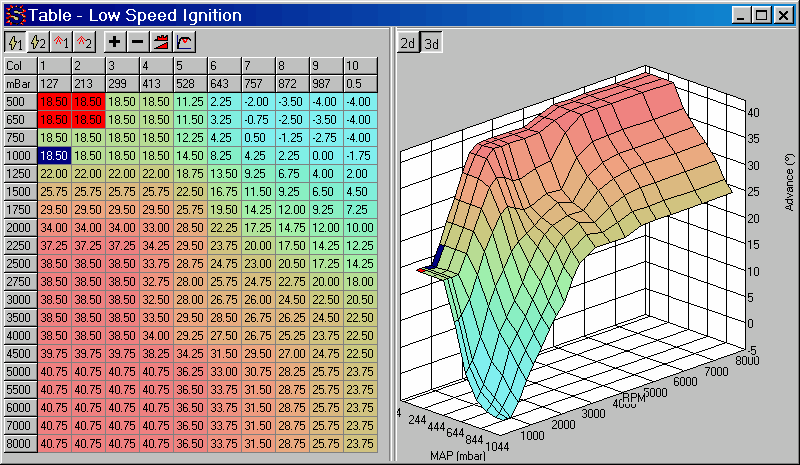 Table - Low Speed Ignition
1 2 1 2
2d 3d
Col 1 2 3 4 5 6 7 8 9 10
mBar 127 213 299 413 528 643 757 872 987 0.5
500 18.50 18.50 18.50 18.50 11.25 2.25 -2.00 -3.50 -4.00 -4.00
650 18.50 18.50 18.50 18.50 11.50 3.25 -0.75 -2.50 -3.50 -4.00
750 18.50 18.50 18.50 18.50 12.25 4.25 0.50 -1.25 -2.75 -4.00
1000 18.50 18.50 18.50 18.50 14.50 8.25 4.25 2.25 0.00 -1.75
1250 22.00 22.00 22.00 22.00 18.75 13.50 9.25 6.75 4.00 2.00
1500 25.75 25.75 25.75 25.75 22.50 16.75 11.50 9.25 6.50 4.50
1750 29.50 29.50 29.50 29.50 25.75 19.50 14.25 12.00 9.25 7.25
2000 34.00 34.00 34.00 33.00 28.50 22.25 17.25 14.75 12.00 10.00
2250 37.25 37.25 37.25 34.25 29.50 23.75 20.00 17.50 14.25 12.25
2500 38.50 38.50 38.50 33.75 28.75 24.75 23.00 20.50 17.25 14.25
2750 38.50 38.50 38.50 33.00 28.00 25.75 24.75 22.75 20.00 18.00
3000 38.50 38.50 38.50 32.50 28.00 26.75 26.00 24.50 22.50 20.50
3500 38.50 38.50 38.50 33.50 29.50 28.50 26.25 24.50 22.50 20.50
3800 38.50 38.50 38.50 34.00 29.25 27.50 26.75 25.25 23.75 22.00
4500 39.75 39.75 39.75 38.25 34.25 31.50 29.50 27.00 24.75 22.50
5000 40.75 40.75 40.75 40.75 36.25 33.00 30.75 28.25 25.75 23.75
5500 40.75 40.75 40.75 40.75 36.50 33.75 31.50 28.75 25.75 23.75
6000 40.75 40.75 40.75 40.75 36.50 33.75 31.50 28.75 25.75 23.75
7000 40.75 40.75 40.75 40.75 36.50 33.75 31.50 28.75 25.75 23.75
8000 40.75 40.75 40.75 40.75 36.50 33.75 31.50 28.75 25.75 23.75
40
35
30
25
20
15
10
5
0
-5
Advance (º)
4 244 444 644 844 1044
MAP (mbar)
1000 2000 3000 4000 5000 6000 7000 8000
RPM